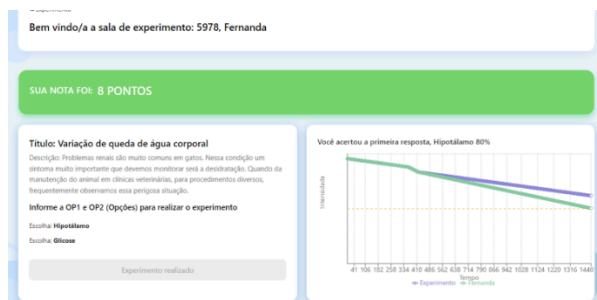 Bem vindo/a a sala de experimento: 5978, Fernanda
SUA NOTA FOI: 8 PONTOS
Título: Variação de queda de água corporal
Descrição: Problemas renais são muito comuns em gatos. Nessa condição um
sintoma muito importante que devemos monitorar será a desidratação. Quando da
manutenção do animal em clínicas veterinárias, para procedimentos diversos,
frequentemente observamos essa perigosa situação.
Informe a OP1 e OP2 (Opções) para realizar o experimento
Escolha: Hipotálamo
Escolha: Glicose
Experimento realizado
Você acertou a primeira resposta, Hipotálamo 80%
Intensidade
41 106 182 258 334 410 486 562 638 714 790 866 942 1028 1124 1220 1316 1440
Tempo
Experimento Fernanda